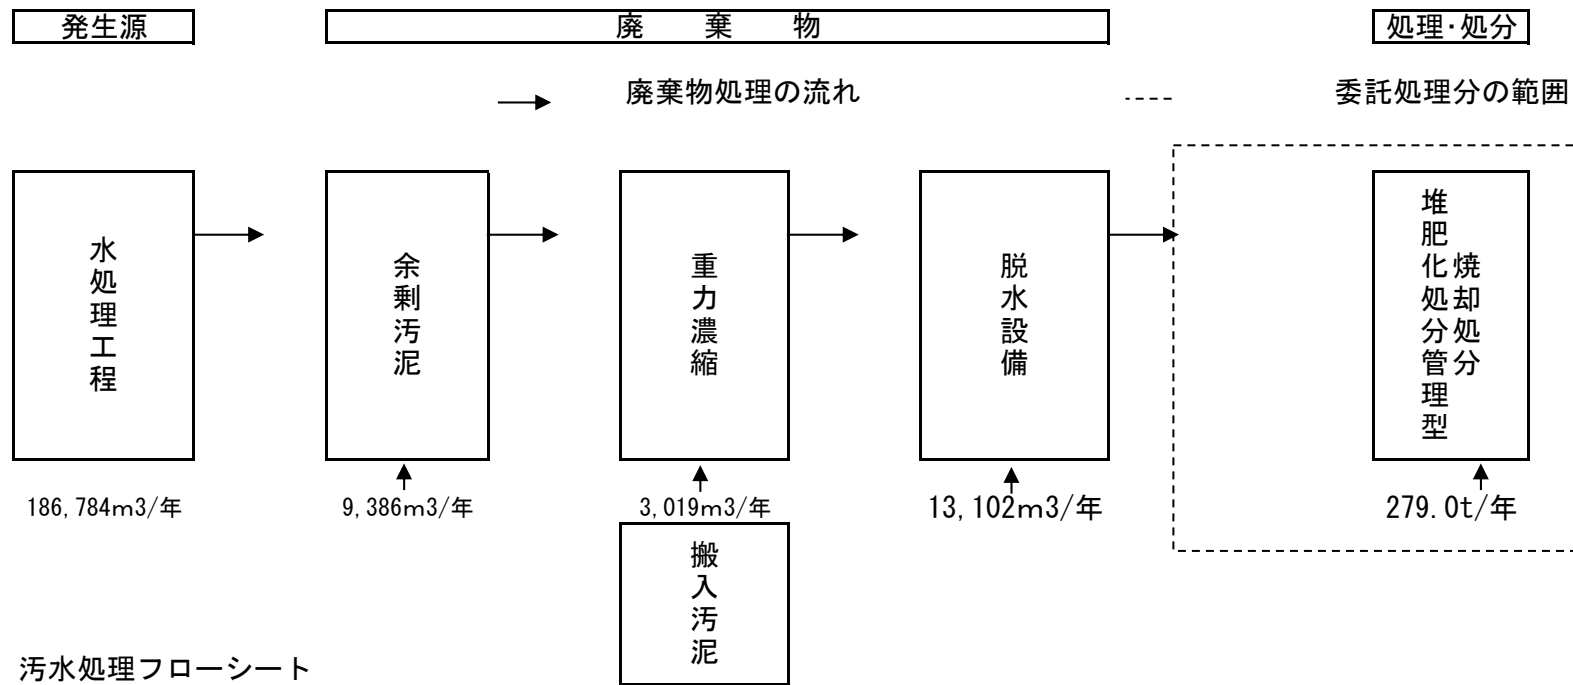 発生源
廃 棄 物
処理・処分
廃棄物処理の流れ
委託処理分の範囲
水処理工程
余剰汚泥
重力濃縮
脱水設備
堆肥化処分管理型
焼却処分
186,784m3/年
9,386m3/年
3,019m3/年
13,102m3/年
279.0t/年
搬入汚泥
汚水処理フローシート